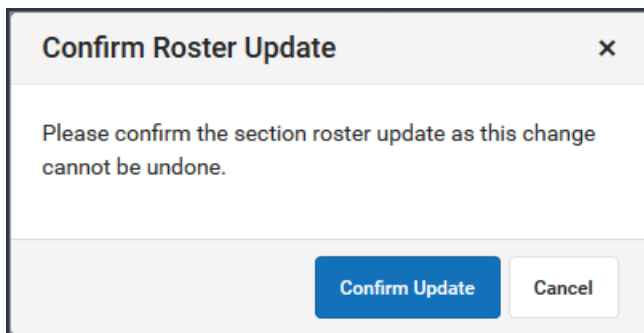 Confirm Roster Update ×
Please confirm the section roster update as this change
cannot be undone.
Confirm Update Cancel